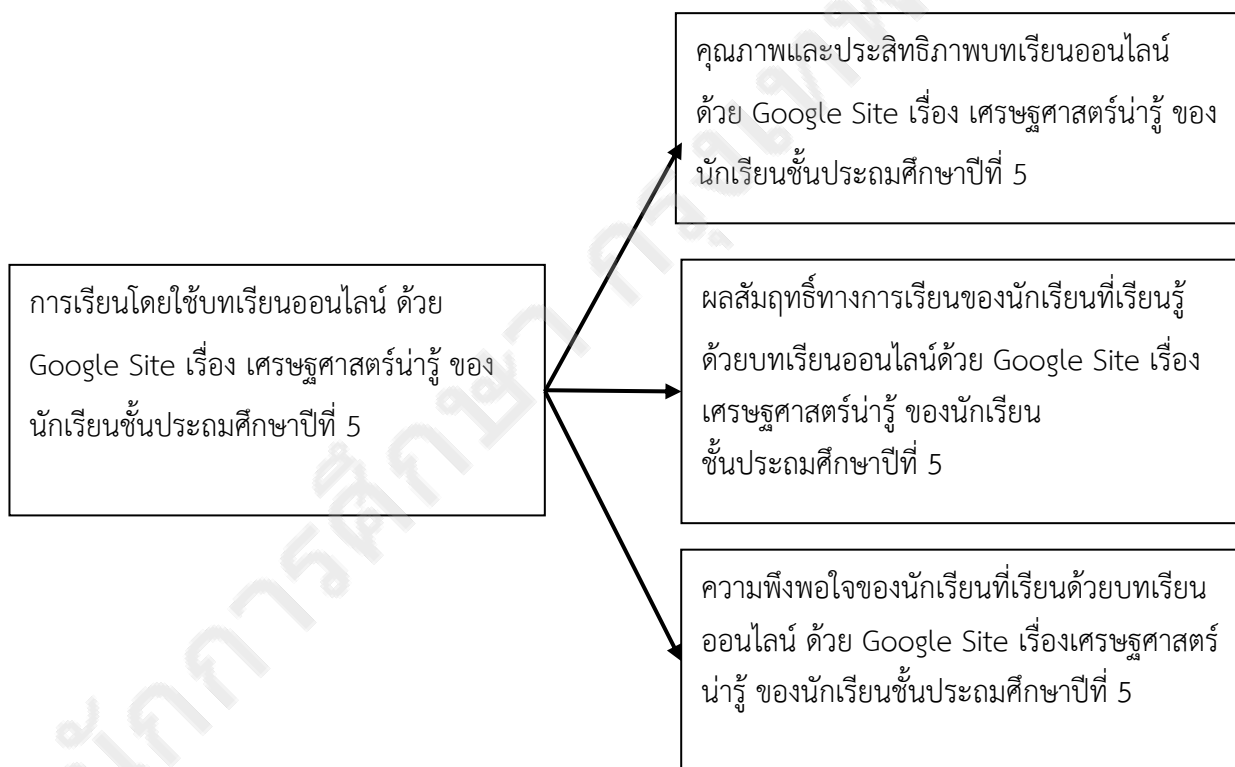 คุณภาพและประสิทธิภาพบทเรียนออนไลน์
ด้วย Google Site เรื่อง เศรษฐศาสตร์น่ารู้ ของ
นักเรียนชั้นประถมศึกษาปีที่ 5
การเรียนโดยใช้บทเรียนออนไลน์ ด้วย
Google Site เรื่อง เศรษฐศาสตร์น่ารู้ ของ
นักเรียนชั้นประถมศึกษาปีที่ 5
ผลสัมฤทธิ์ทางการเรียนของนักเรียนที่เรียนรู้
ด้วยบทเรียนออนไลน์ด้วย Google Site เรื่อง
เศรษฐศาสตร์น่ารู้ ของนักเรียน
ชั้นประถมศึกษาปีที่ 5
ความพึงพอใจของนักเรียนที่เรียนด้วยบทเรียน
ออนไลน์ ด้วย Google Site เรื่องเศรษฐศาสตร์
น่ารู้ ของนักเรียนชั้นประถมศึกษาปีที่ 5